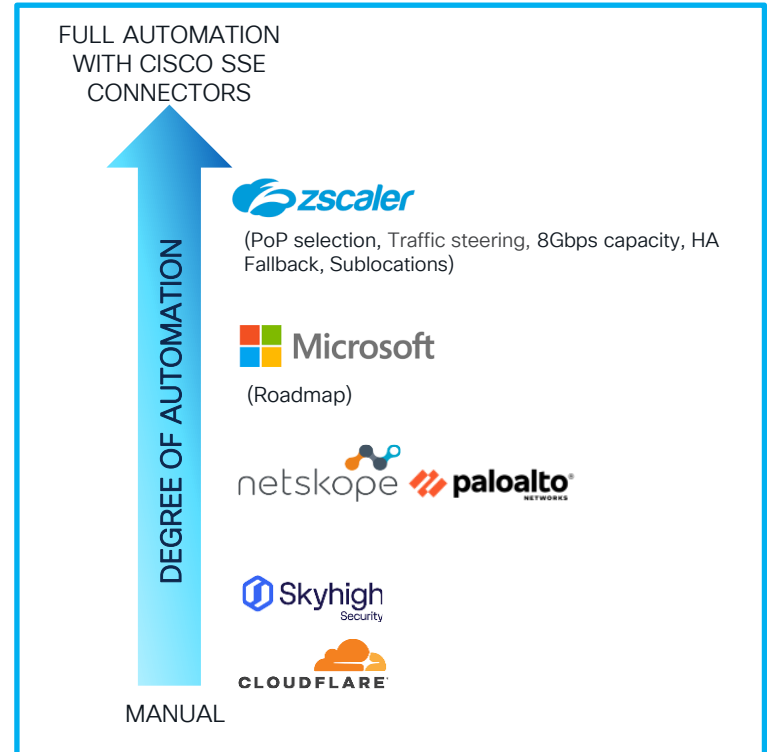 FULL AUTOMATION
WITH CISCO SSE
CONNECTORS
DEGREE OF AUTOMATION
zscaler
(PoP selection, Traffic steering, 8Gbps capacity, HA
Fallback, Sublocations)
Microsoft
(Roadmap)
netskope
paloalto®
NETWORKS
Skyhigh
Security
CLOUDFLARE
MANUAL